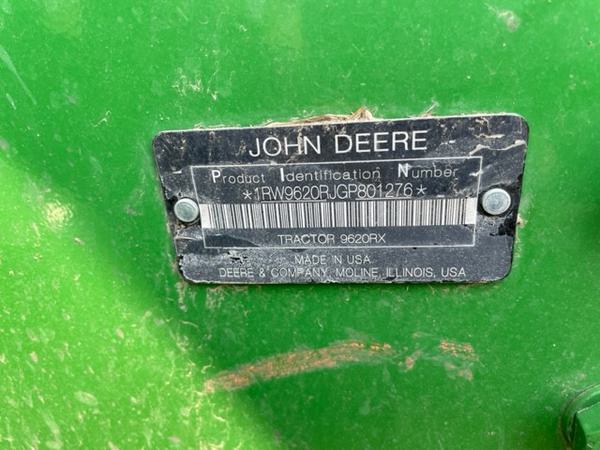 JOHN DEERE
Product Identification Number
*1RW9620RJGP801276*
TRACTOR 9620RX
MADE IN USA
DEERE & COMPANY, MOLINE, ILLINOIS, USA